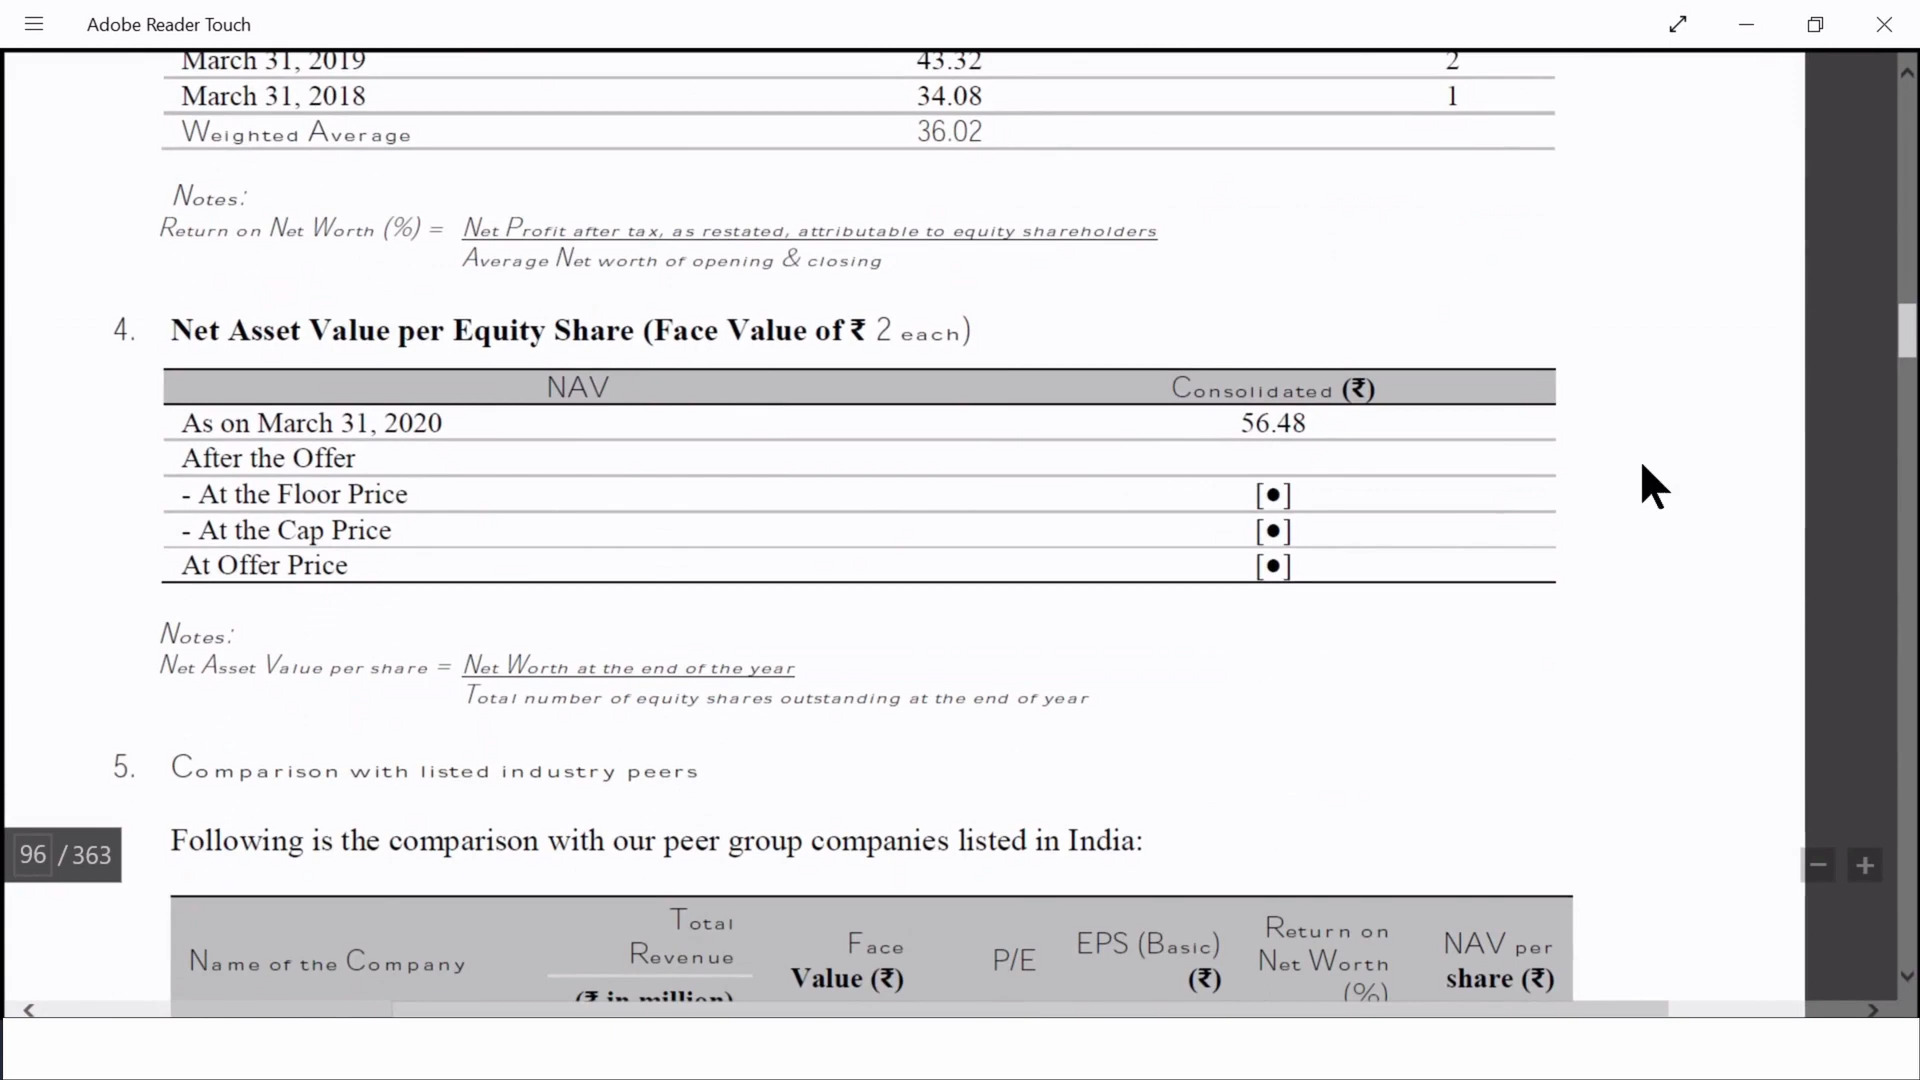 Adobe Reader Touch
March 31, 2019 43.32 2
March 31, 2018 34.08 1
Weighted Average 36.02
Notes:
Return on Net Worth (%) = Net Profit after tax, as restated, attributable to equity shareholders
Average Net worth of opening & closing
4. Net Asset Value per Equity Share (Face Value of ₹ 2 each)
NAV Consolidated (₹)
As on March 31, 2020 56.48
After the Offer
- At the Floor Price [●]
- At the Cap Price [●]
At Offer Price [●]
Notes:
Net Asset Value per share = Net Worth at the end of the year
Total number of equity shares outstanding at the end of year
5. Comparison with listed industry peers
Following is the comparison with our peer group companies listed in India:
96 / 363
Name of the Company Total Revenue (₹ in million) Face Value (₹) P/E EPS (Basic) (₹) Return on Net Worth (%) NAV per share (₹)